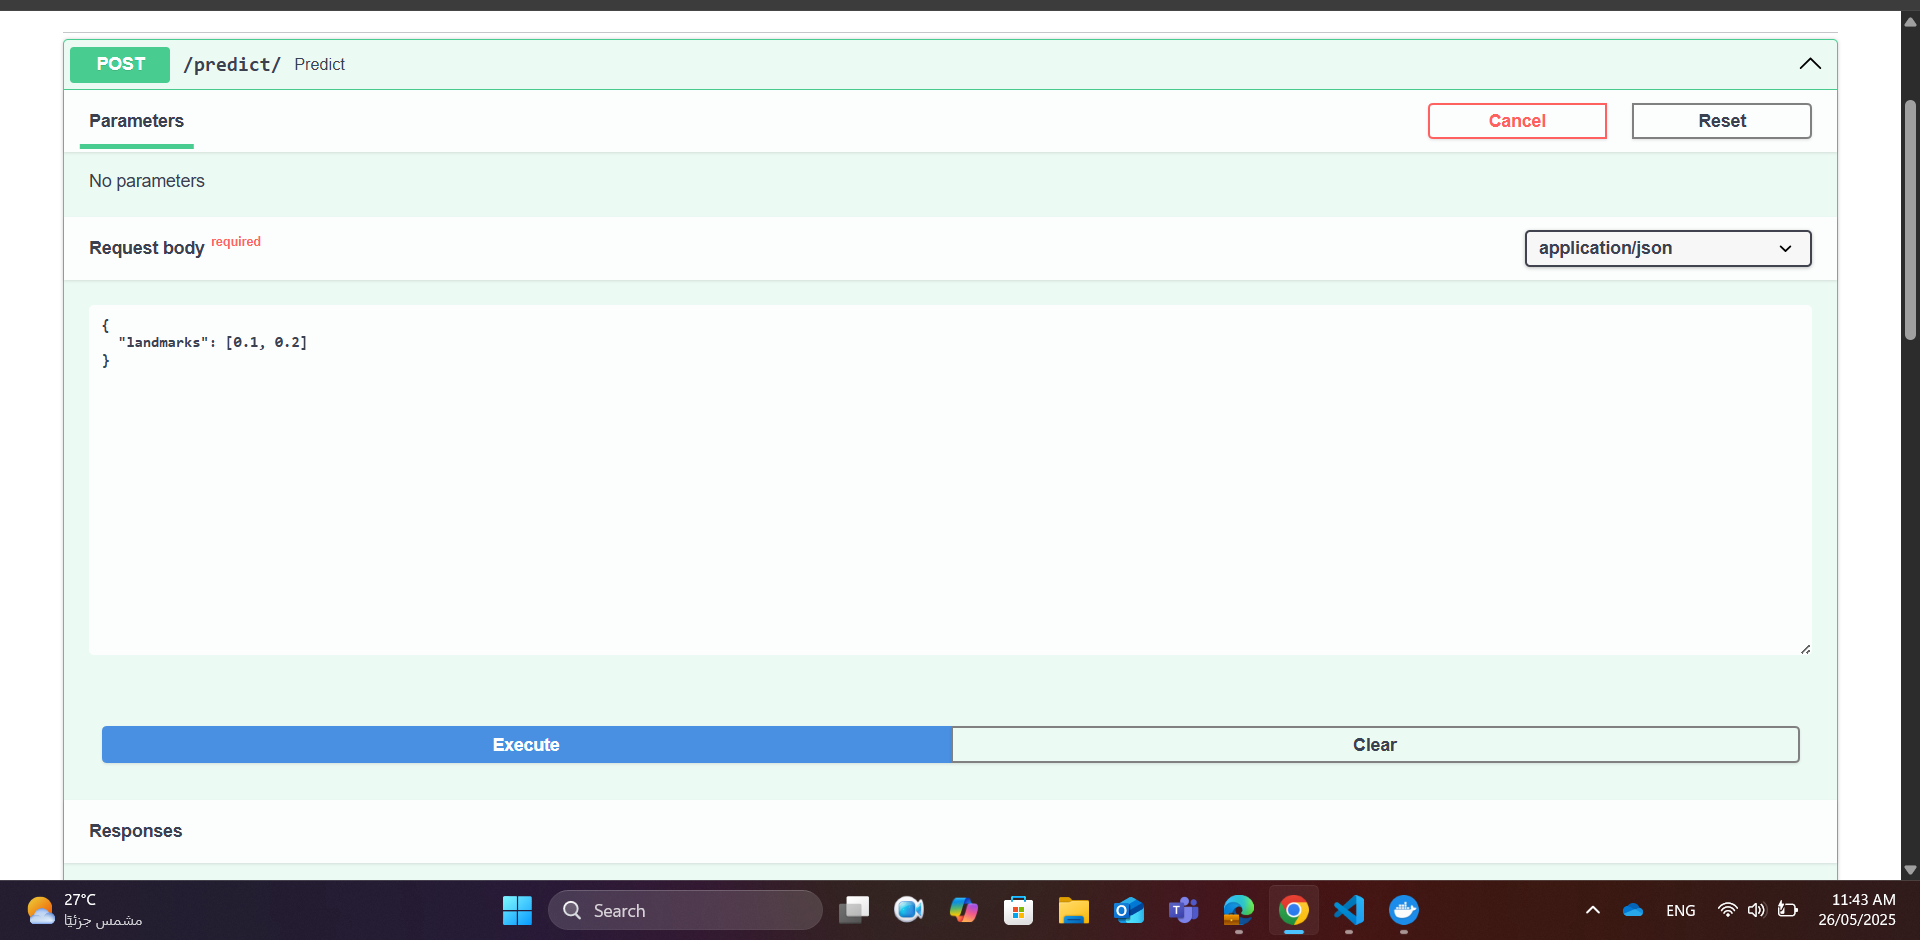 POST /predict/ Predict
Parameters
Cancel
Reset
No parameters
Request body required
application/json
{
"landmarks": [0.1, 0.2]
}
Execute
Clear
Responses
27°C
مشمس جزئيًا
Search
ENG
11:43 AM
26/05/2025